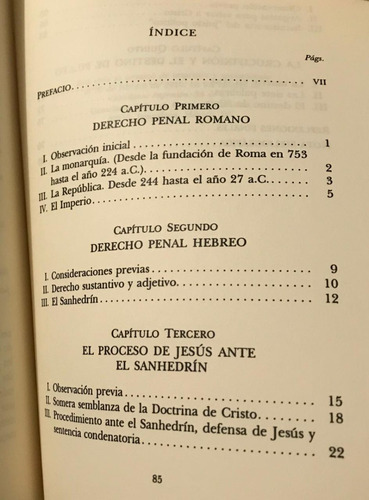 ÍNDICE
Págs.
PREFACIO VII
CAPÍTULO PRIMERO
DERECHO PENAL ROMANO
I. Observación inicial 1
II. La monarquía. (Desde la fundación de Roma en 753
hasta el año 224 a.C.) 2
III. La República. Desde 244 hasta el año 27 a.C. 3
IV. El Imperio 5
CAPÍTULO SEGUNDO
DERECHO PENAL HEBREO
I. Consideraciones previas 9
II. Derecho sustantivo y adjetivo 10
III. El Sanhedrín 12
CAPÍTULO TERCERO
EL PROCESO DE JESÚS ANTE
EL SANHEDRÍN
I. Observación previa 15
II. Somera semblanza de la Doctrina de Cristo 18
III. Procedimiento ante el Sanhedrín, defensa de Jesús y
sentencia condenatoria 22
85